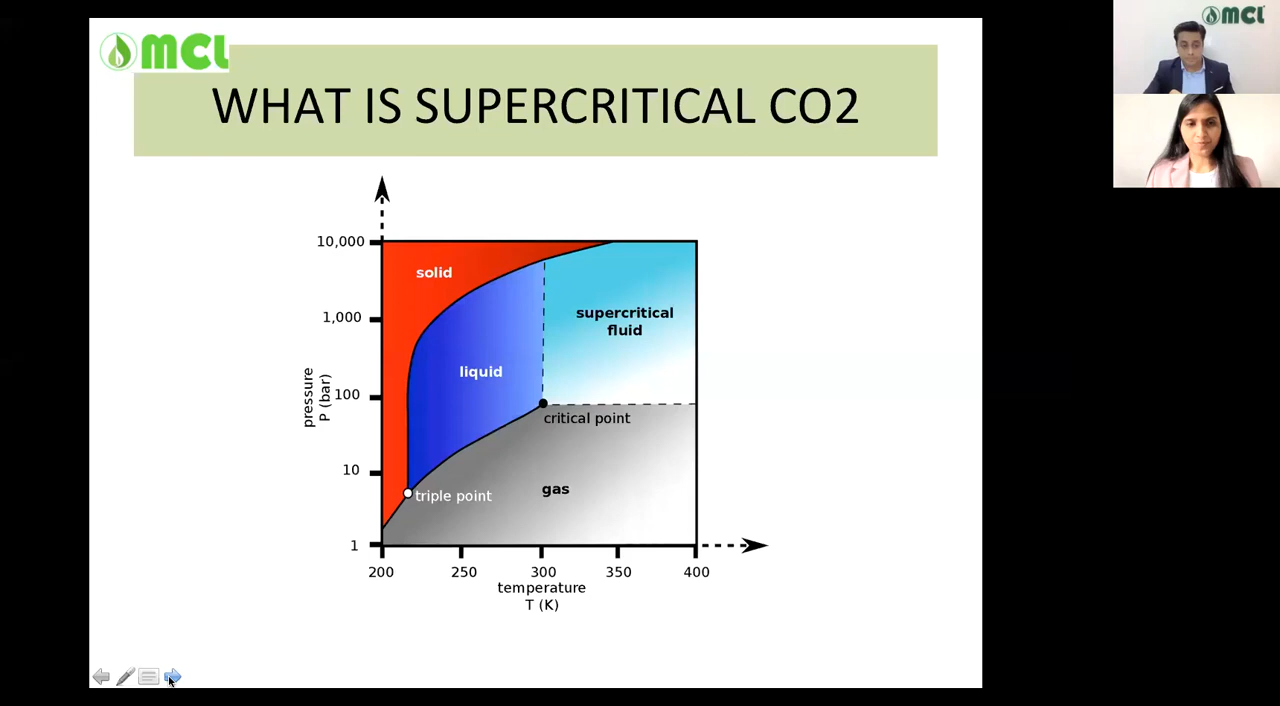 MCL
WHAT IS SUPERCRITICAL CO2
MCL
10,000
solid
1,000
supercritical
fluid
liquid
pressure
P (bar)
100
critical point
10
triple point
gas
1
200
250
300
350
400
temperature
T (K)